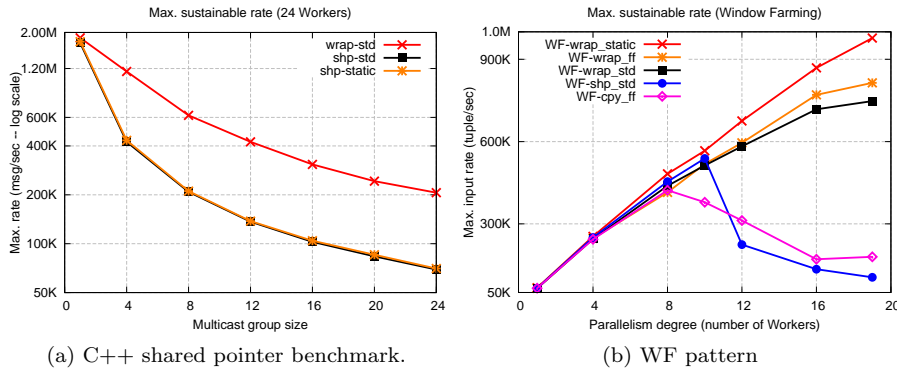 Max. sustainable rate (24 Workers)
Max. rate (msg/sec -- log scale)
2.00M
1.20M
600K
400K
200K
100K
50K
wrap-std
shp-std
shp-static
0 4 8 12 16 20 24
Multicast group size
(a) C++ shared pointer benchmark.
Max. sustainable rate (Window Farming)
Max. input rate (tuple/sec)
1.0M
900K
600K
300K
50K
WF-wrap_static
WF-wrap_ff
WF-wrap_std
WF-shp_std
WF-cpy_ff
0 4 8 12 16 20
Parallelism degree (number of Workers)
(b) WF pattern